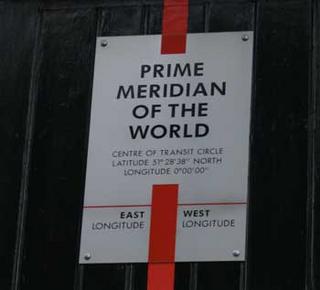 PRIME
MERIDIAN
OF THE
WORLD
CENTRE OF TRANSIT CIRCLE
LATITUDE 51° 28' 38'' NORTH
LONGITUDE 0° 00' 00''
EAST WEST
LONGITUDE LONGITUDE